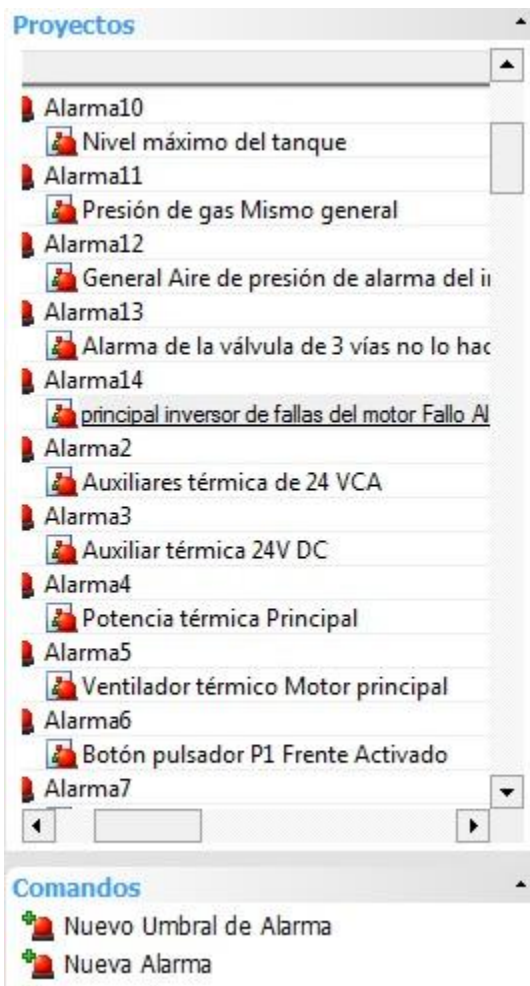 Proyectos
Alarma10
Nivel máximo del tanque
Alarma11
Presión de gas Mismo general
Alarma12
General Aire de presión de alarma del
Alarma13
Alarma de la válvula de 3 vías no lo
Alarma14
principal inversor de fallas del motor Fallo
Alarma2
Auxiliares térmica de 24 VCA
Alarma3
Auxiliar térmica 24V DC
Alarma4
Potencia térmica Principal
Alarma5
Ventilador térmico Motor principal
Alarma6
Botón pulsador P1 Frente Activado
Alarma7
Comandos
Nuevo Umbral de Alarma
Nueva Alarma